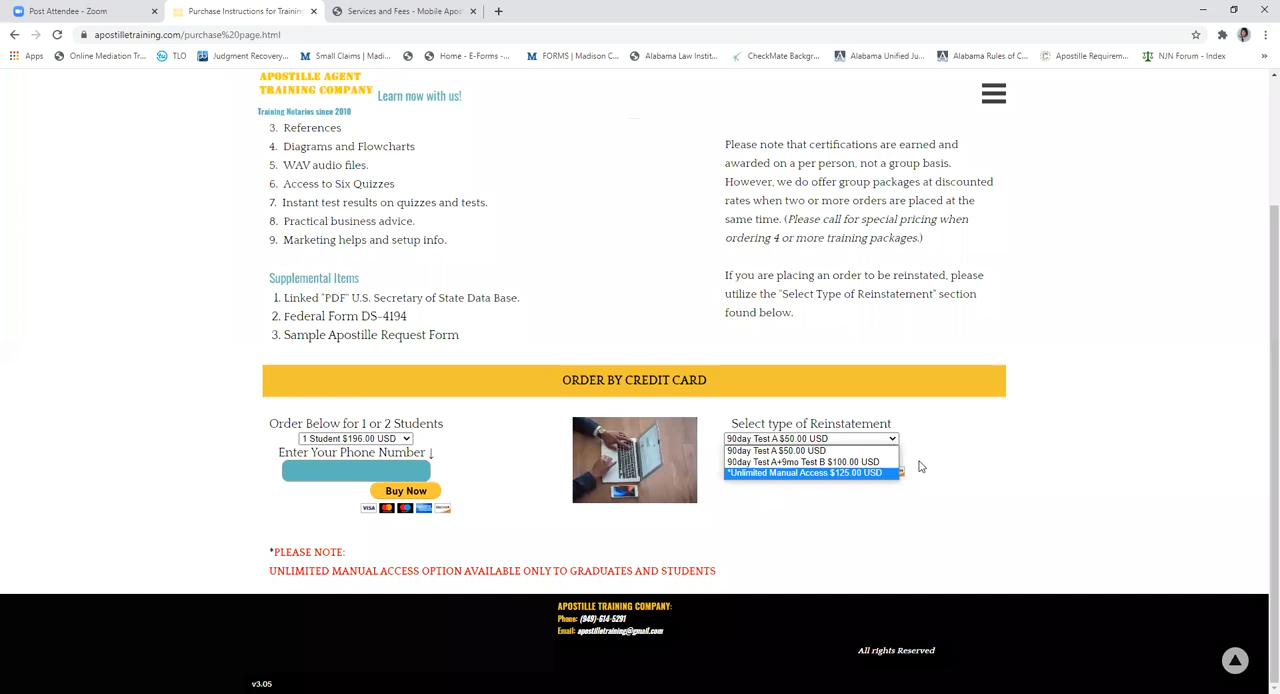 Post Attendee - Zoom
Purchase Instructions for Training
Services and Fees - Mobile Apos
apostilletraining.com/purchase%20page.html
Apps
Online Mediation Tr...
TLO
Judgment Recovery...
Small Claims | Madi...
Home - E-Forms -...
FORMS | Madison C...
Alabama Law Instit...
CheckMate Backgr...
Alabama Unified Ju...
Alabama Rules of C...
Apostille Requirem...
NJN Forum - Index
»
APOSTILLE AGENT
TRAINING COMPANY
Learn now with us!
Training Notaries since 2010
3. References
4. Diagrams and Flowcharts
5. WAV audio files.
6. Access to Six Quizzes
7. Instant test results on quizzes and tests.
8. Practical business advice.
9. Marketing helps and setup info.
Supplemental Items
1. Linked "PDF" U.S. Secretary of State Data Base.
2. Federal Form DS-4194
3. Sample Apostille Request Form
Please note that certifications are earned and
awarded on a per person, not a group basis.
However, we do offer group packages at discounted
rates when two or more orders are placed at the
same time. (Please call for special pricing when
ordering 4 or more training packages.)
If you are placing an order to be reinstated, please
utilize the "Select Type of Reinstatement" section
found below.
ORDER BY CREDIT CARD
Order Below for 1 or 2 Students
1 Student $196.00 USD
Enter Your Phone Number ↓
Buy Now
VISA
Select type of Reinstatement
90day Test A $50.00 USD
90day Test A $50.00 USD
90day Test A+9mo Test B $100.00 USD
*Unlimited Manual Access $125.00 USD
*PLEASE NOTE:
UNLIMITED MANUAL ACCESS OPTION AVAILABLE ONLY TO GRADUATES AND STUDENTS
APOSTILLE TRAINING COMPANY:
Phone: (949)-614-5291
Email: apostilletraining@gmail.com
All rights Reserved
v3.05